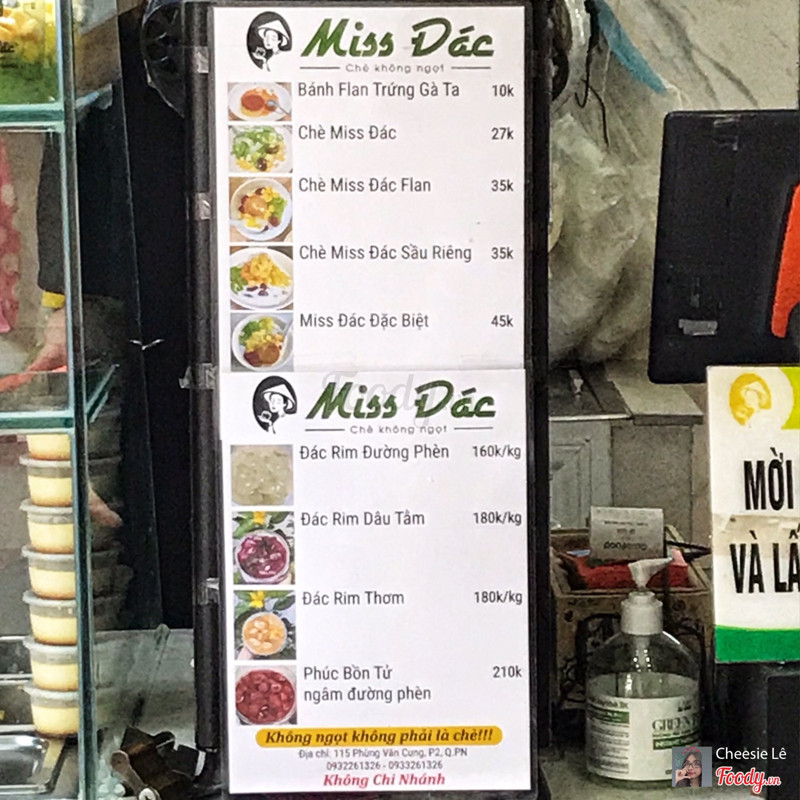 Miss Đác
Chè không ngọt
Bánh Flan Trứng Gà Ta 10k
Chè Miss Đác 27k
Chè Miss Đác Flan 35k
Chè Miss Đác Sầu Riêng 35k
Miss Đác Đặc Biệt 45k
Foody
Miss Đác
Chè không ngọt
Đác Rim Đường Phèn 160k/kg
Đác Rim Dâu Tằm 180k/kg
Đác Rim Thơm 180k/kg
Phúc Bồn Tử 210k
ngâm đường phèn
Không ngọt không phải là chè!!!
Địa chỉ: 115 Phùng Văn Cung, P2, Q.PN
0932261326 - 0933261326
Không Chi Nhánh
MỜI
VÀ LẤ
GREEN
Cheesie Lê
Foody.vn